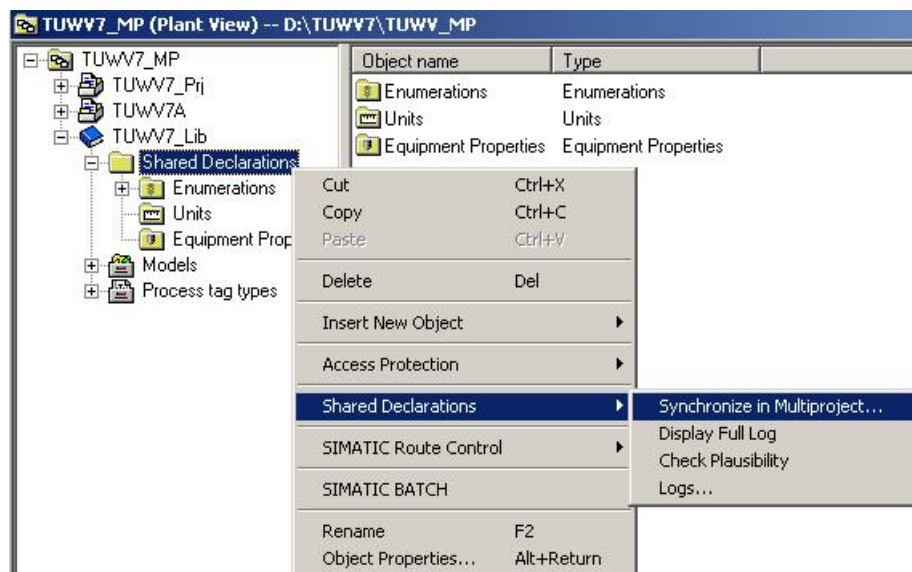 TUWV7_MP (Plant View) -- D:\TUWV7\TUWV_MP
TUWV7_MP
TUWV7_Prj
TUWV7A
TUWV7_Lib
Shared Declarations
Enumerations
Units
Equipment Prop
Models
Process tag types
Object name Type
Enumerations Enumerations
Units Units
Equipment Properties Equipment Properties
Cut Ctrl+X
Copy Ctrl+C
Paste Ctrl+V
Delete Del
Insert New Object
Access Protection
Shared Declarations
SIMATIC Route Control
SIMATIC BATCH
Rename F2
Object Properties... Alt+Return
Synchronize in Multiproject...
Display Full Log
Check Plausibility
Logs...